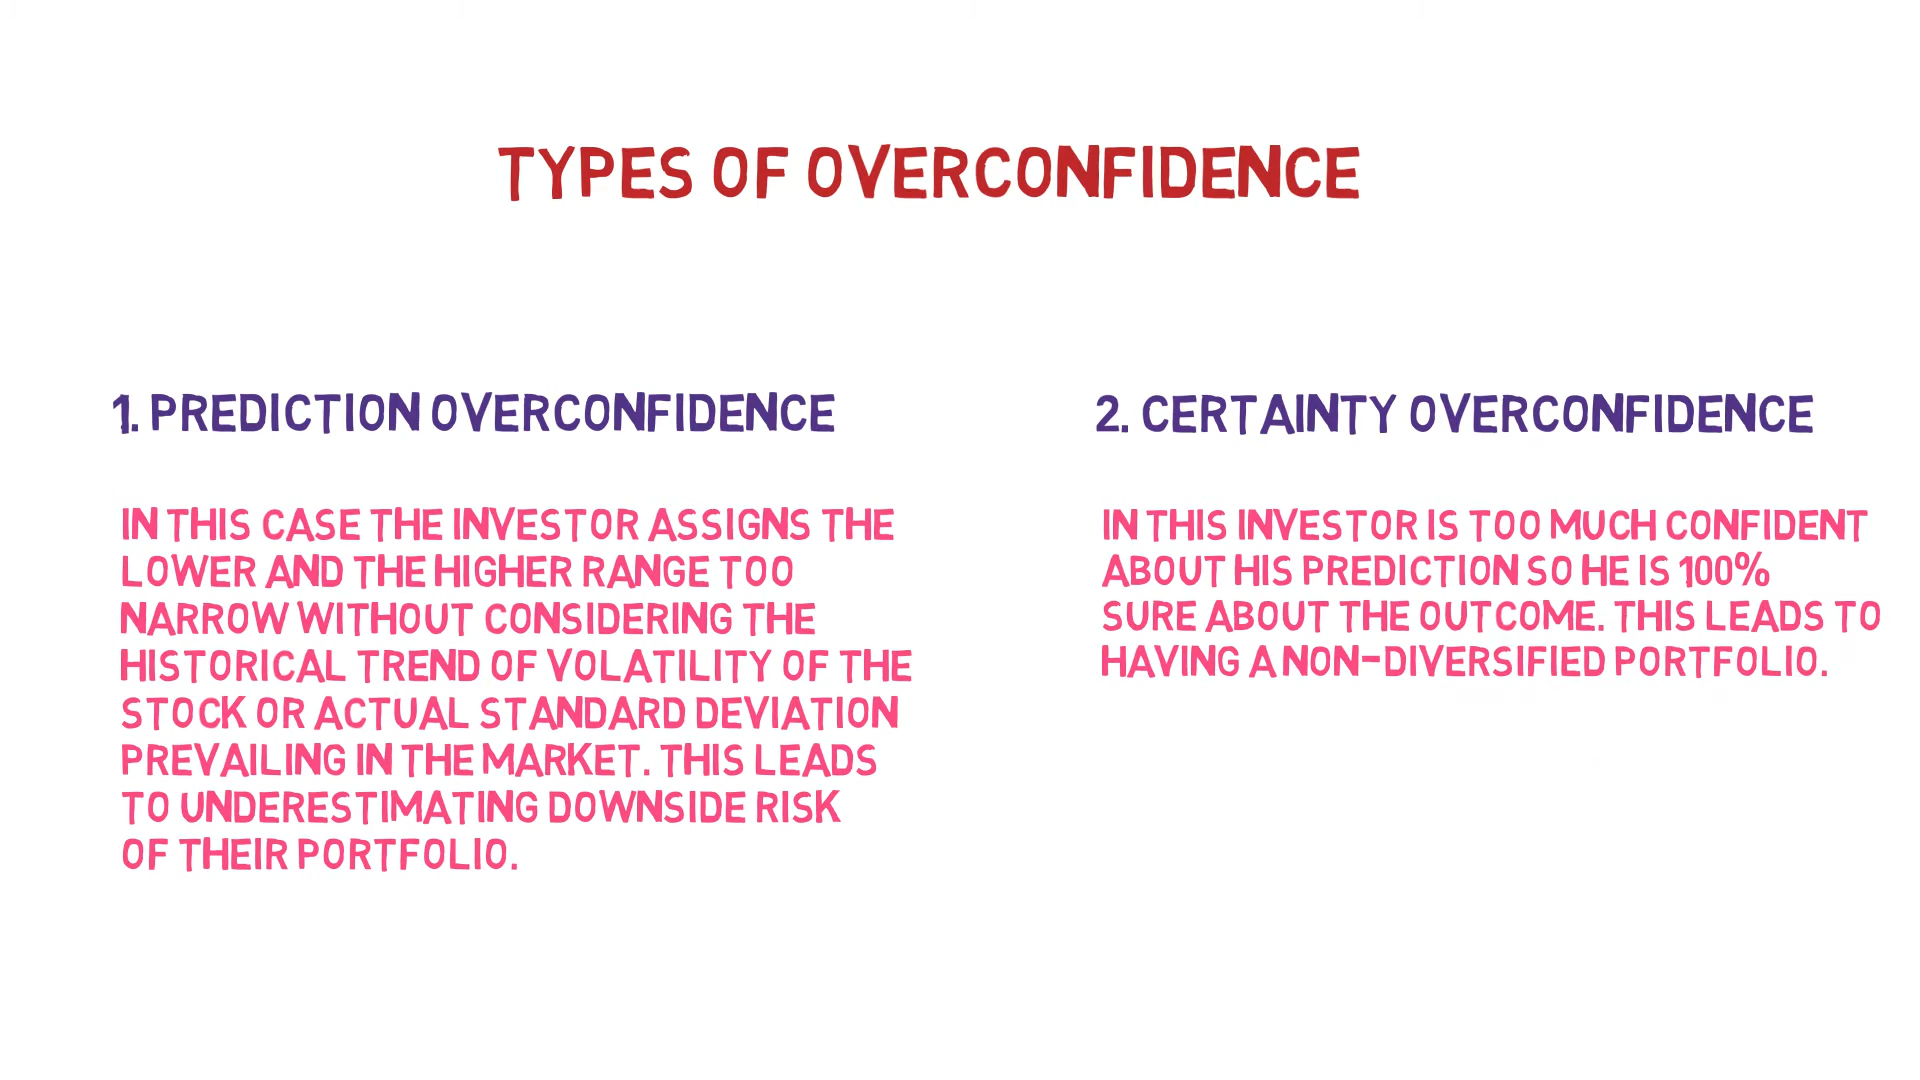 TYPES OF OVERCONFIDENCE
1. PREDICTION OVERCONFIDENCE
IN THIS CASE THE INVESTOR ASSIGNS THE
LOWER AND THE HIGHER RANGE TOO
NARROW WITHOUT CONSIDERING THE
HISTORICAL TREND OF VOLATILITY OF THE
STOCK OR ACTUAL STANDARD DEVIATION
PREVAILING IN THE MARKET. THIS LEADS
TO UNDERESTIMATING DOWNSIDE RISK
OF THEIR PORTFOLIO.
2. CERTAINTY OVERCONFIDENCE
IN THIS INVESTOR IS TOO MUCH CONFIDENT
ABOUT HIS PREDICTION SO HE IS 100%
SURE ABOUT THE OUTCOME. THIS LEADS TO
HAVING A NON-DIVERSIFIED PORTFOLIO.